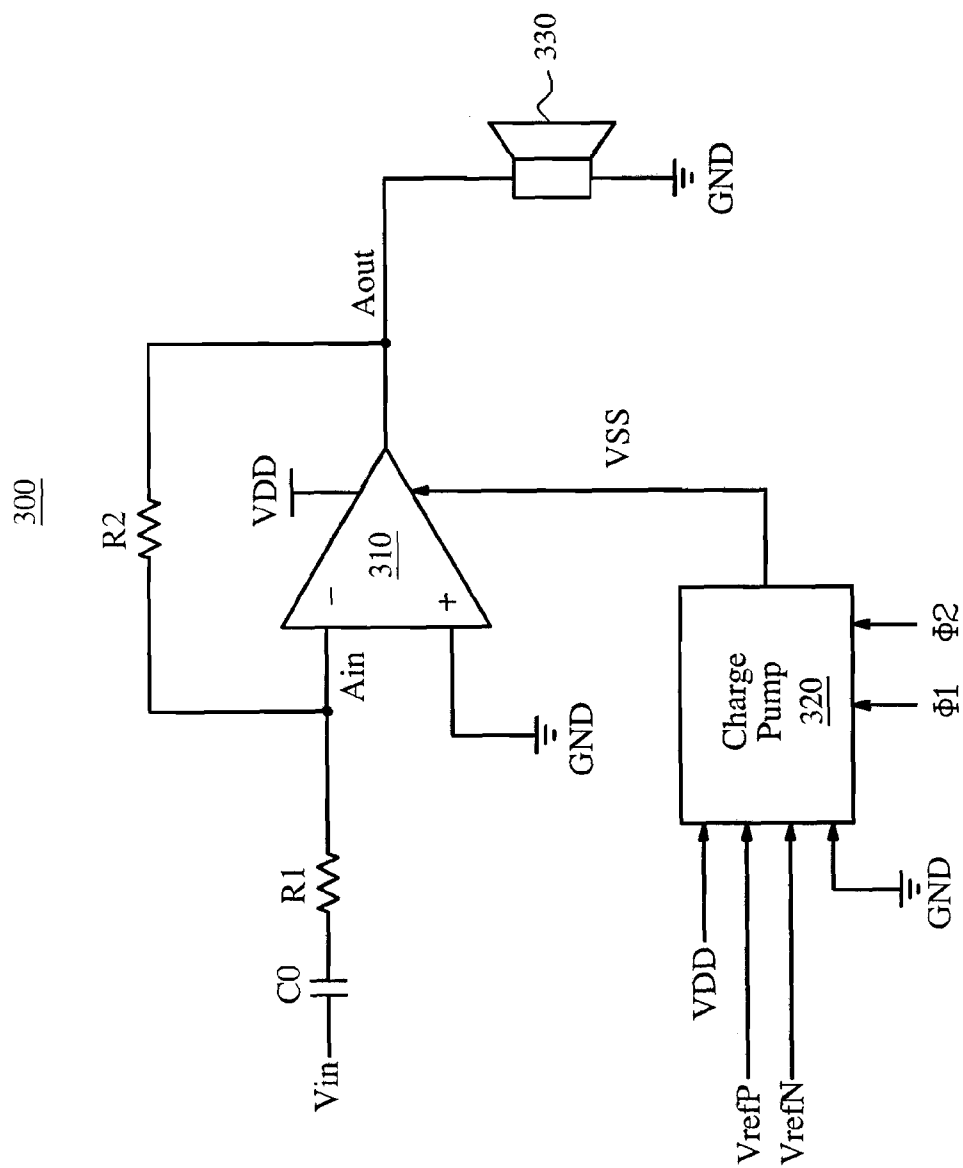 300
R2
VDD
Aout
330
Vin
C0
R1
Ain
−
+
310
GND
GND
VSS
VDD
VrefP
VrefN
GND
Charge
Pump
320
Φ1
Φ2